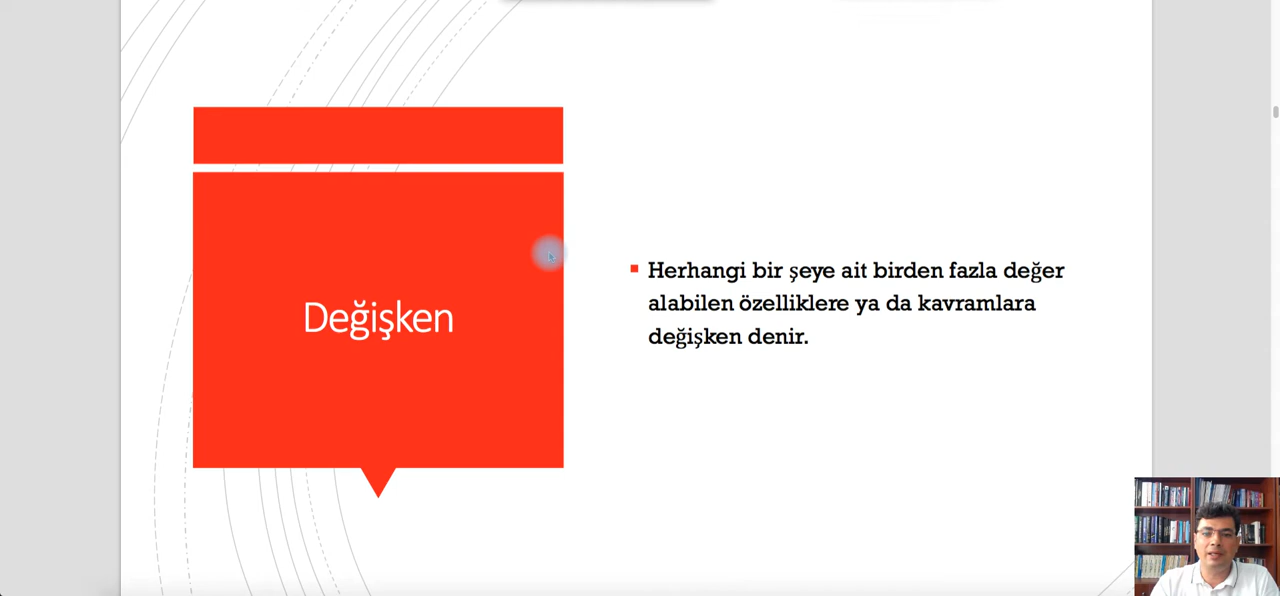 Değişken
Herhangi bir şeye ait birden fazla değer
alabilen özelliklere ya da kavramlara
değişken denir.